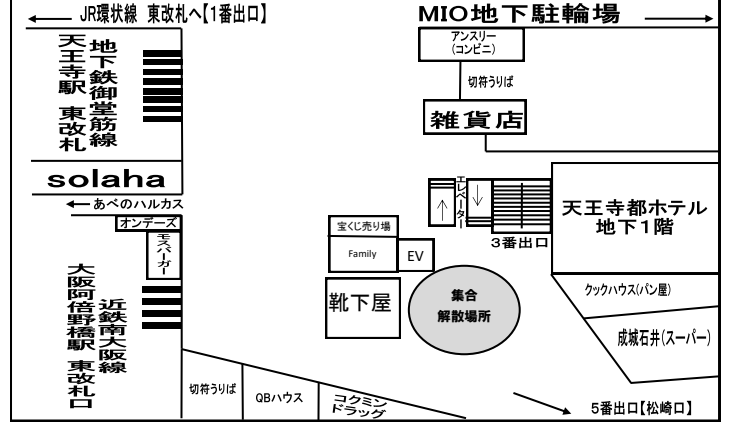 JR環状線 東改札へ【1番出口】
MIO地下駐輪場
アンスリー
(コンビニ)
切符うりば
雑貨店
地下鉄御堂筋線
天王寺駅 東改札
solaha
あべのハルカス
オンデーズ
モスバーガー
近鉄南大阪線
大阪阿倍野橋駅 東改札口
宝くじ売り場
Family
EV
靴下屋
集合
解散場所
エレベーター
3番出口
天王寺都ホテル
地下1階
クックハウス(パン屋)
成城石井(スーパー)
切符うりば
QBハウス
コクミン
ドラッグ
5番出口【松崎口】